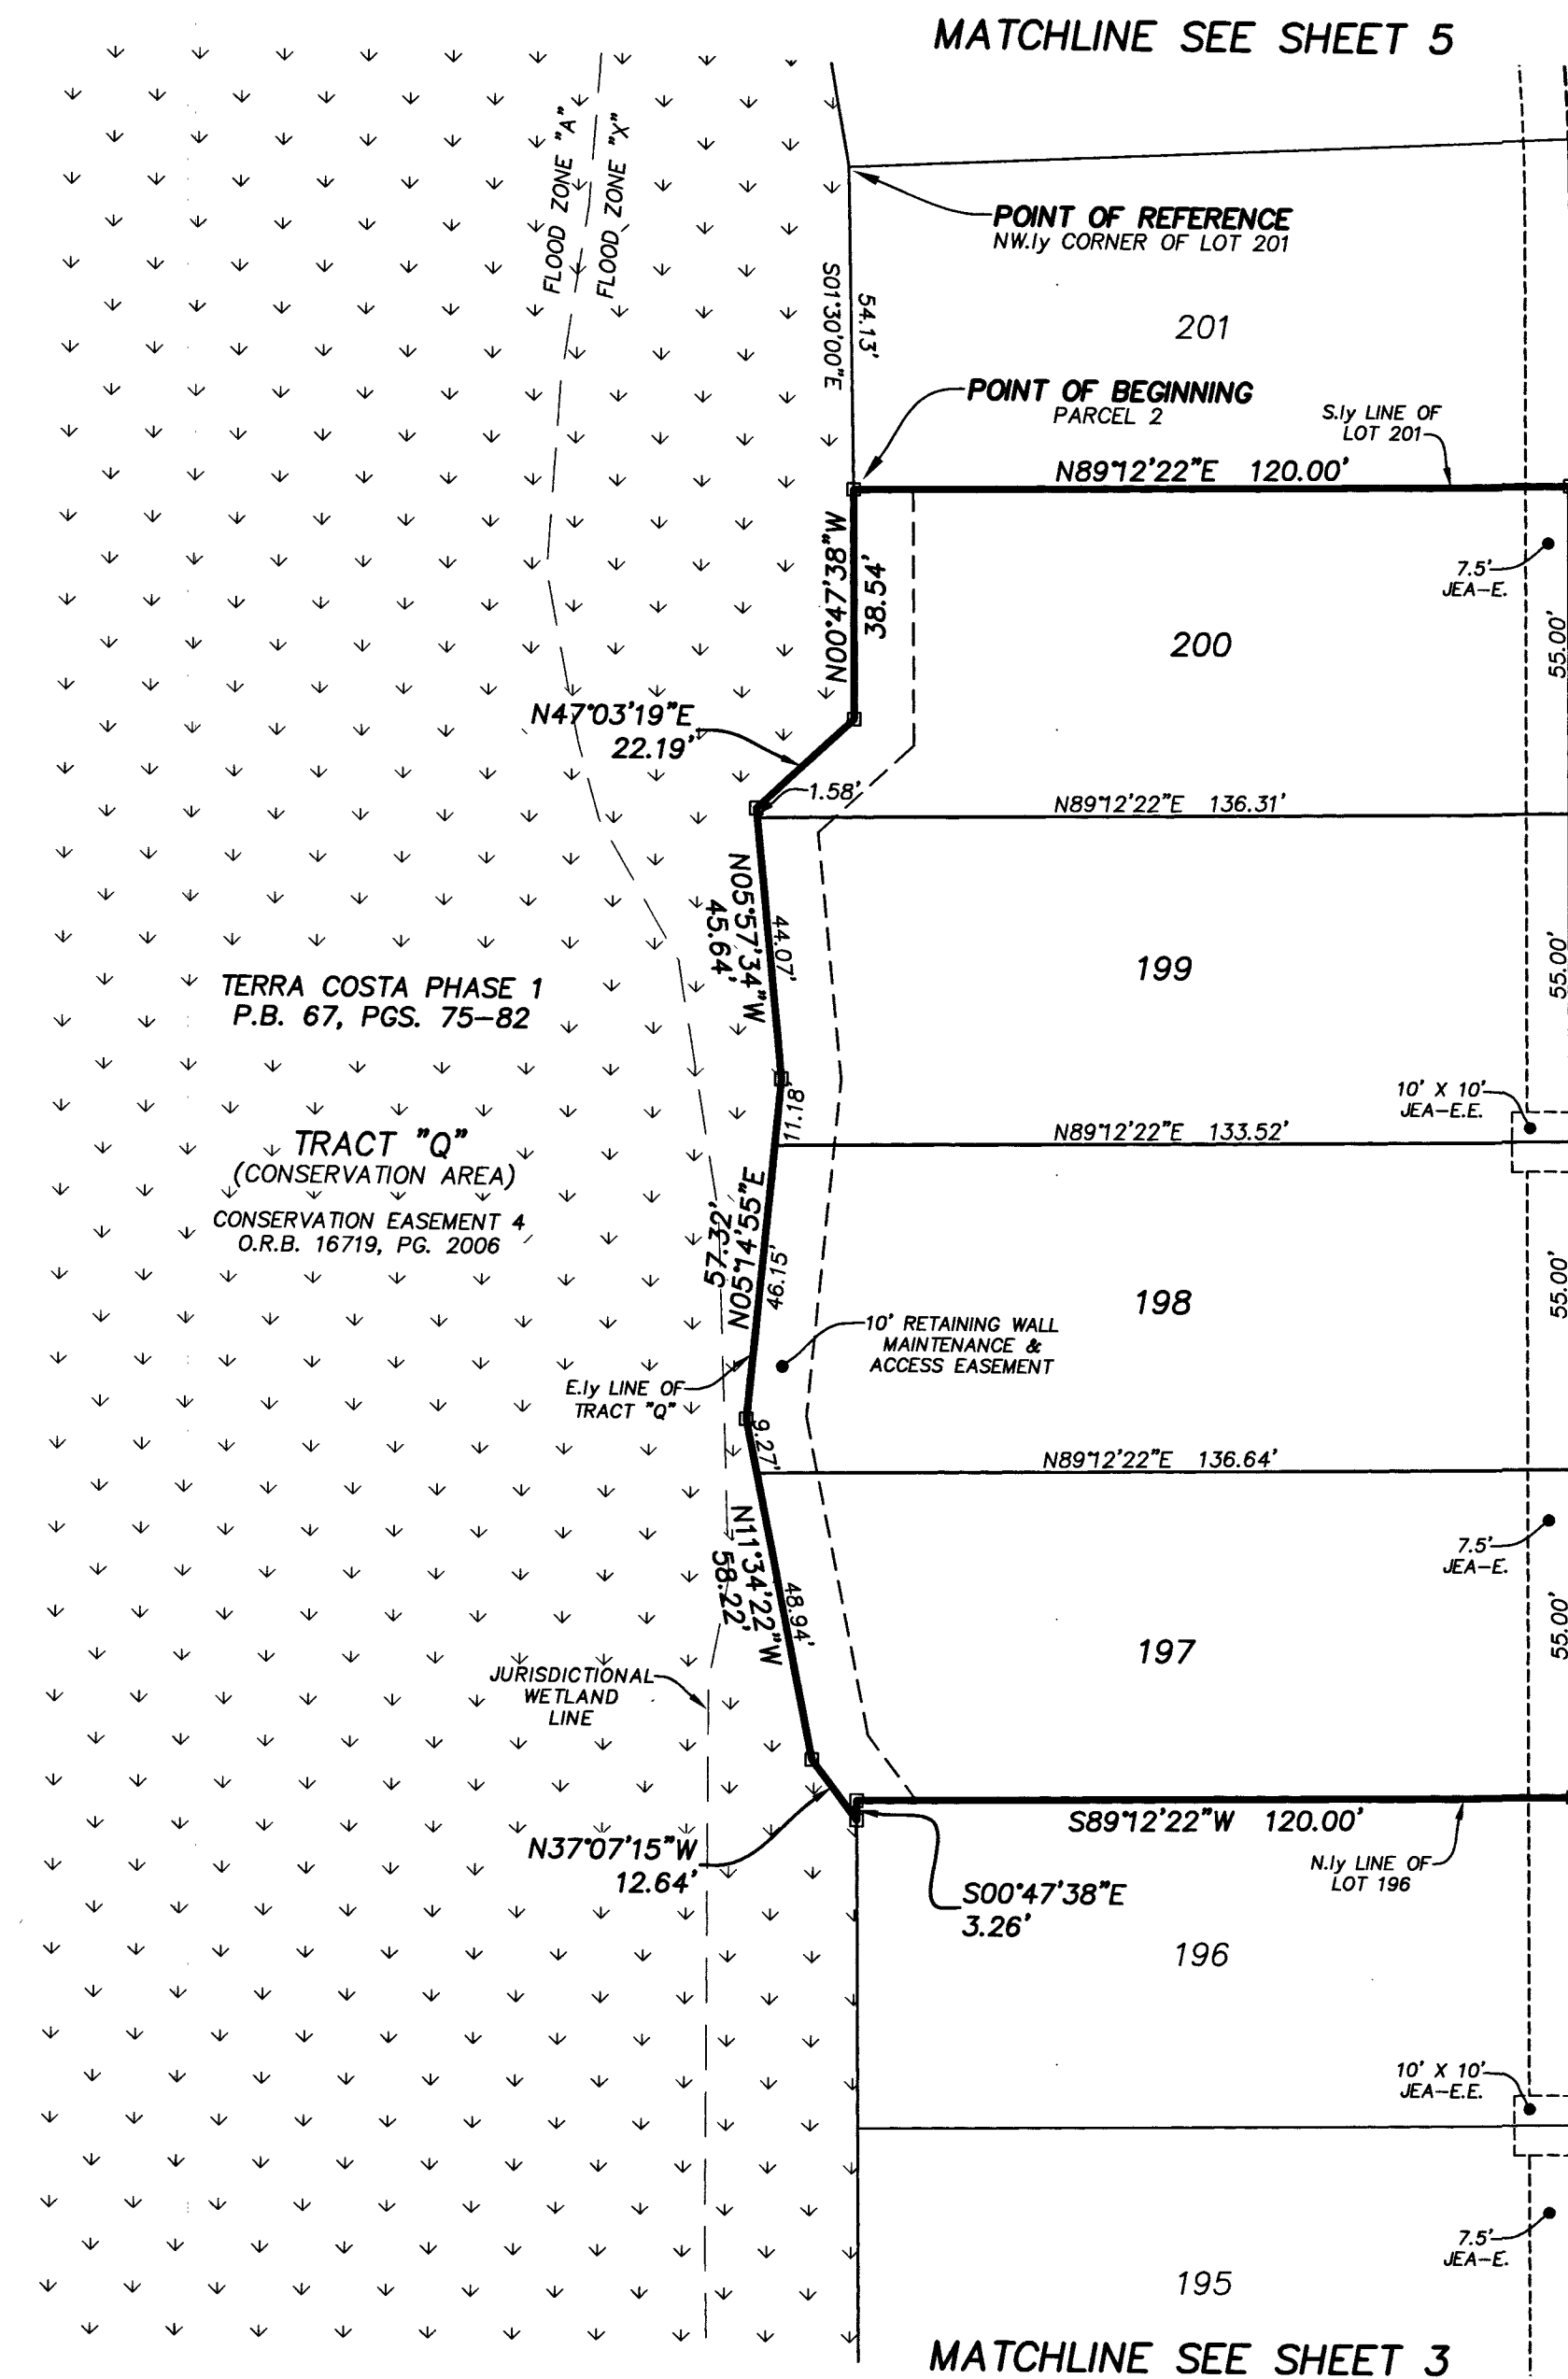 MATCHLINE SEE SHEET 5
FLOOD ZONE "A"
FLOOD ZONE "X"
POINT OF REFERENCE
NW.ly CORNER OF LOT 201
S01°30'00"E
54.13'
201
POINT OF BEGINNING
PARCEL 2
S.ly LINE OF
LOT 201
N89°12'22"E 120.00'
N00°47'38"W
38.54'
7.5'
JEA-E.
200
55.00'
N47°03'19"E
22.19'
1.58'
N89°12'22"E 136.31'
N05°57'34"W
45.64'
44.07'
199
55.00'
TERRA COSTA PHASE 1
P.B. 67, PGS. 75-82
10' X 10'
JEA-E.E.
11.18'
N89°12'22"E 133.52'
TRACT "Q"
(CONSERVATION AREA)
CONSERVATION EASEMENT 4
O.R.B. 16719, PG. 2006
N05°14'55"E
57.32'
46.15'
198
55.00'
10' RETAINING WALL
MAINTENANCE &
ACCESS EASEMENT
E.ly LINE OF
TRACT "Q"
9.27'
N89°12'22"E 136.64'
N11°34'22"W
58.22'
48.94'
7.5'
JEA-E.
197
55.00'
JURISDICTIONAL
WETLAND
LINE
S89°12'22"W 120.00'
N37°07'15"W
12.64'
N.ly LINE OF
LOT 196
S00°47'38"E
3.26'
196
10' X 10'
JEA-E.E.
7.5'
JEA-E.
195
MATCHLINE SEE SHEET 3